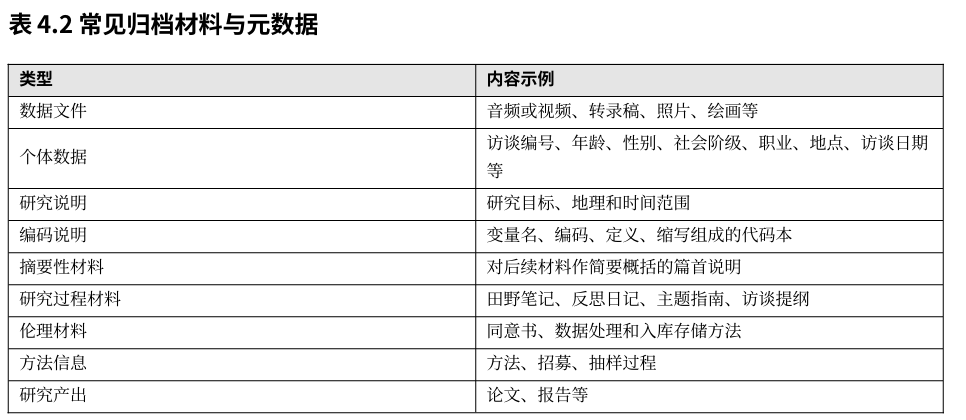 表 4.2 常见归档材料与元数据
类型 内容示例
数据文件 音频或视频、转录稿、照片、绘画等
个体数据 访谈编号、年龄、性别、社会阶级、职业、地点、访谈日期
等
研究说明 研究目标、地理和时间范围
编码说明 变量名、编码、定义、缩写组成的代码本
摘要性材料 对后续材料作简要概括的篇首说明
研究过程材料 田野笔记、反思日记、主题指南、访谈提纲
伦理材料 同意书、数据处理和入库存储方法
方法信息 方法、招募、抽样过程
研究产出 论文、报告等